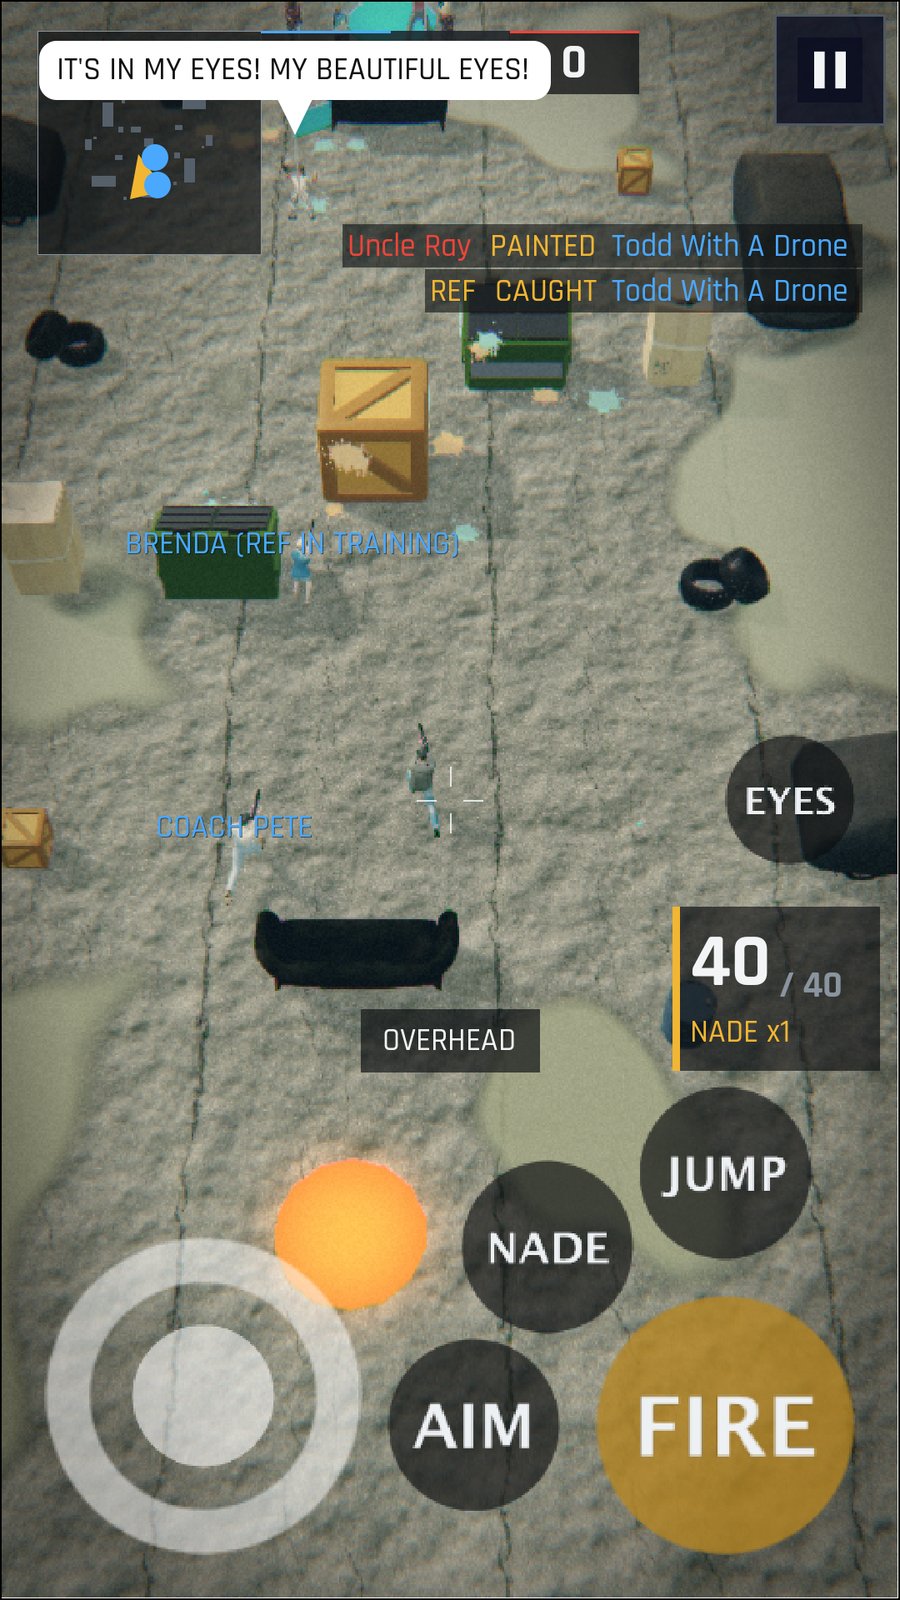 IT'S IN MY EYES! MY BEAUTIFUL EYES!
0
Uncle Ray PAINTED Todd With A Drone
REF CAUGHT Todd With A Drone
BRENDA (REF IN TRAINING)
EYES
COACH PETE
40 / 40
NADE x1
OVERHEAD
JUMP
NADE
AIM
FIRE